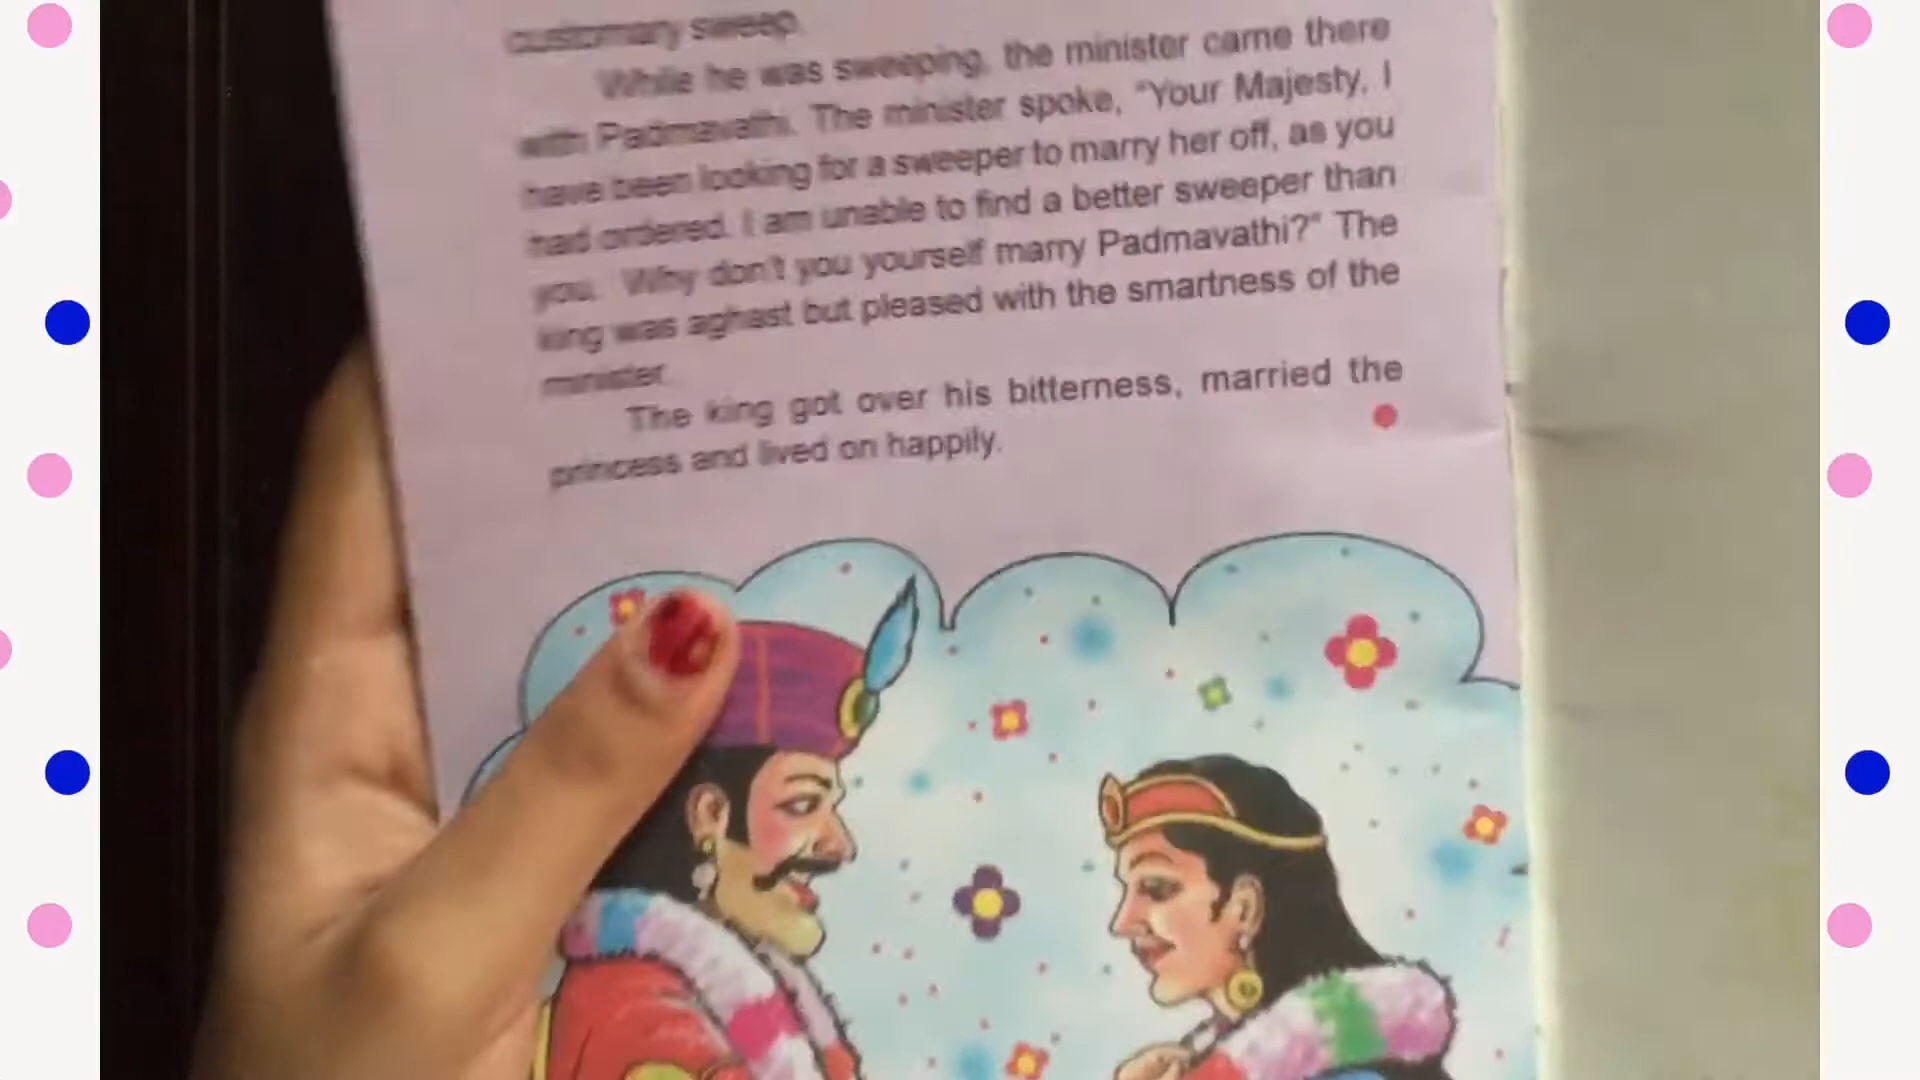 customary sweep.
While he was sweeping, the minister came there
with Padmavathi. The minister spoke, "Your Majesty, I
have been looking for a sweeper to marry her off, as you
had ordered. I am unable to find a better sweeper than
you. Why don't you yourself marry Padmavathi?" The
king was aghast but pleased with the smartness of the
minister.
The king got over his bitterness, married the
princess and lived on happily.